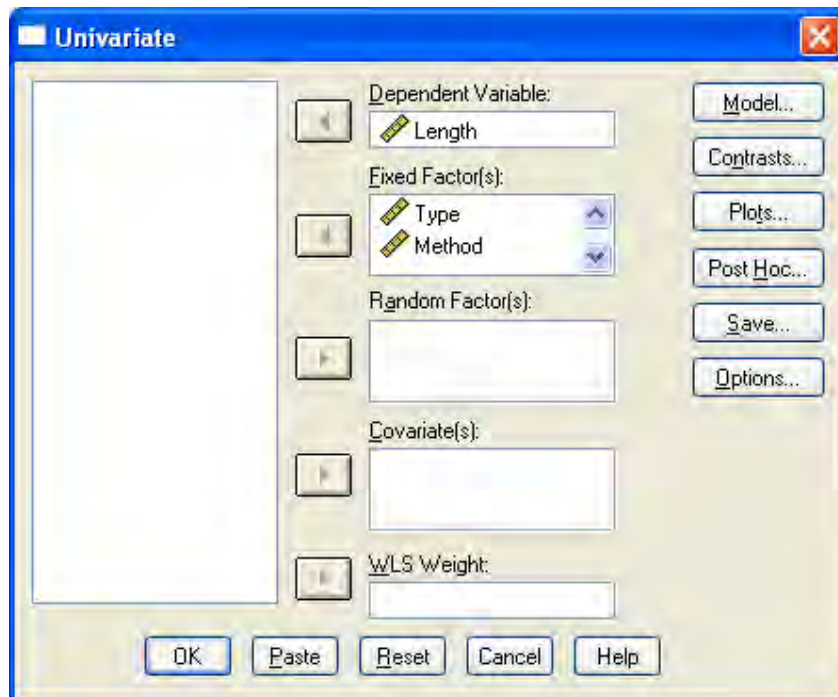 Univariate
Dependent Variable:
Length
Fixed Factor(s):
Type
Method
Random Factor(s):
Covariate(s):
WLS Weight:
Model...
Contrasts...
Plots...
Post Hoc...
Save...
Options...
OK
Paste
Reset
Cancel
Help